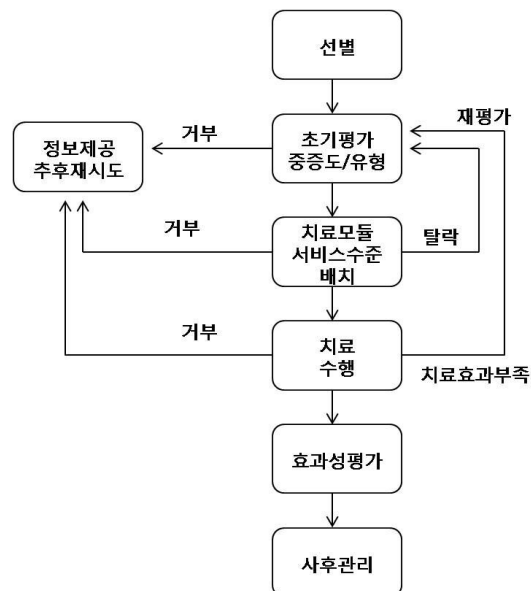 선별
재평가
거부
초기평가
중증도/유형
정보제공
추후재시도
거부
치료모듈
서비스수준
배치
탈락
거부
치료
수행
치료효과부족
효과성평가
사후관리